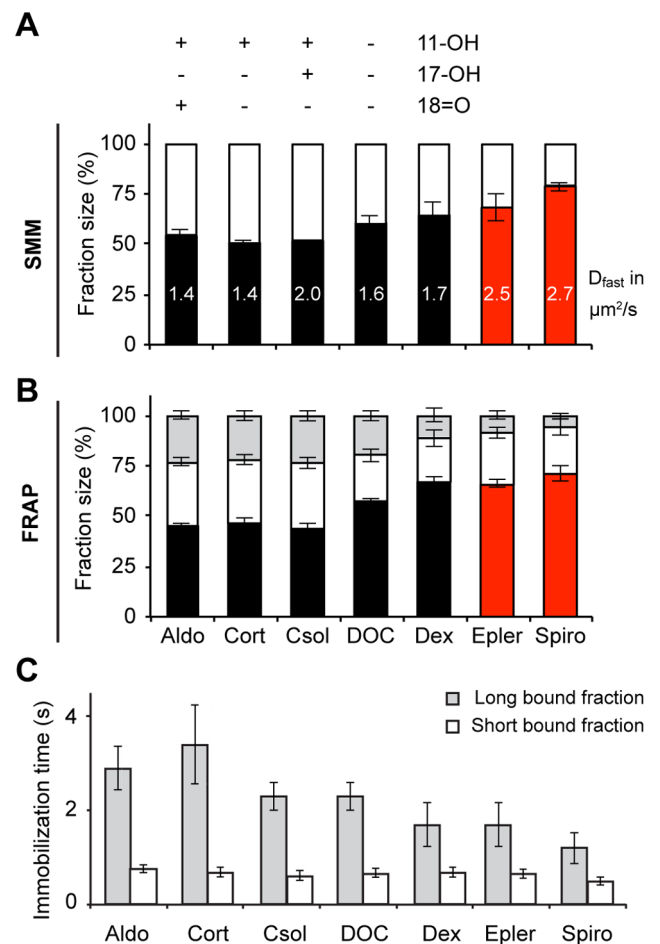 A
+ + + - 11-OH
- - + - 17-OH
+ - - - 18=O
SMM
Fraction size (%)
100
75
50
25
0
1.4 1.4 2.0 1.6 1.7 2.5 2.7
Dfast in
µm²/s
B
FRAP
Fraction size (%)
100
75
50
25
0
Aldo Cort Csol DOC Dex Epler Spiro
C
Immobilization time (s)
4
2
0
Long bound fraction
Short bound fraction
Aldo Cort Csol DOC Dex Epler Spiro